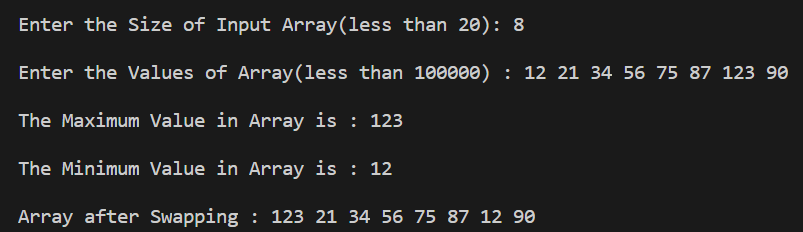 Enter the Size of Input Array(less than 20): 8
Enter the Values of Array(less than 100000) : 12 21 34 56 75 87 123 90
The Maximum Value in Array is : 123
The Minimum Value in Array is : 12
Array after Swapping : 123 21 34 56 75 87 12 90